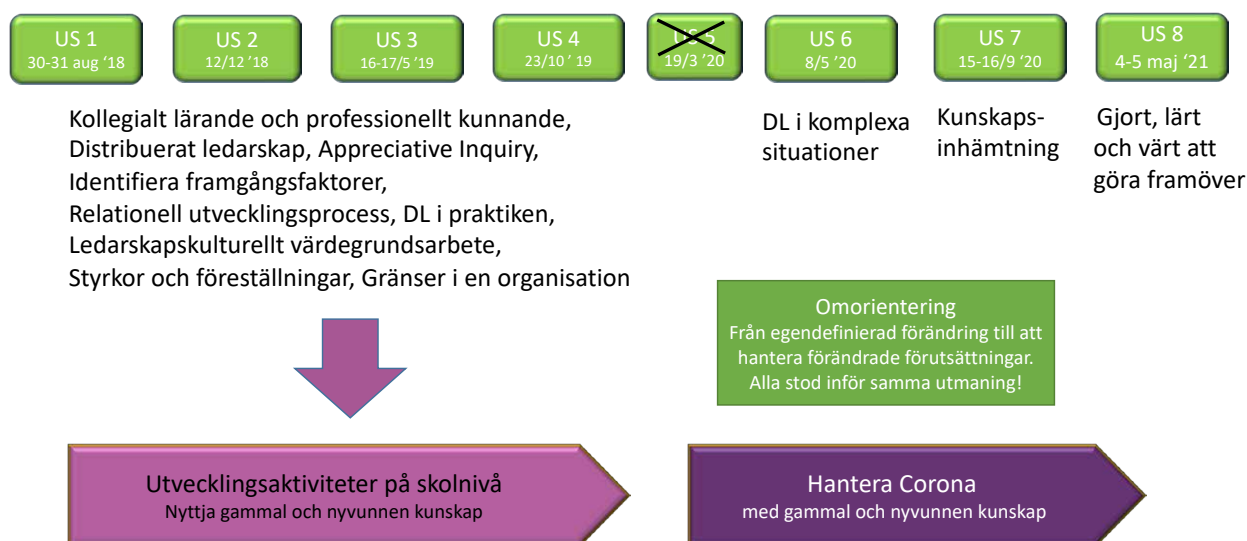 US 1
30-31 aug ‘18
US 2
12/12 ’18
US 3
16-17/5 ’19
US 4
23/10 ’ 19
US 5
19/3 ’20
US 6
8/5 ’20
US 7
15-16/9 ’20
US 8
4-5 maj ‘21
Kollegialt lärande och professionellt kunnande,
Distribuerat ledarskap, Appreciative Inquiry,
Identifiera framgångsfaktorer,
Relationell utvecklingsprocess, DL i praktiken,
Ledarskapskulturellt värdegrundsarbete,
Styrkor och föreställningar, Gränser i en organisation
DL i komplexa
situationer
Kunskaps-
inhämtning
Gjort, lärt
och värt att
göra framöver
Omorientering
Från egendefinierad förändring till att
hantera förändrade förutsättningar.
Alla stod inför samma utmaning!
Utvecklingsaktiviteter på skolnivå
Nyttja gammal och nyvunnen kunskap
Hantera Corona
med gammal och nyvunnen kunskap